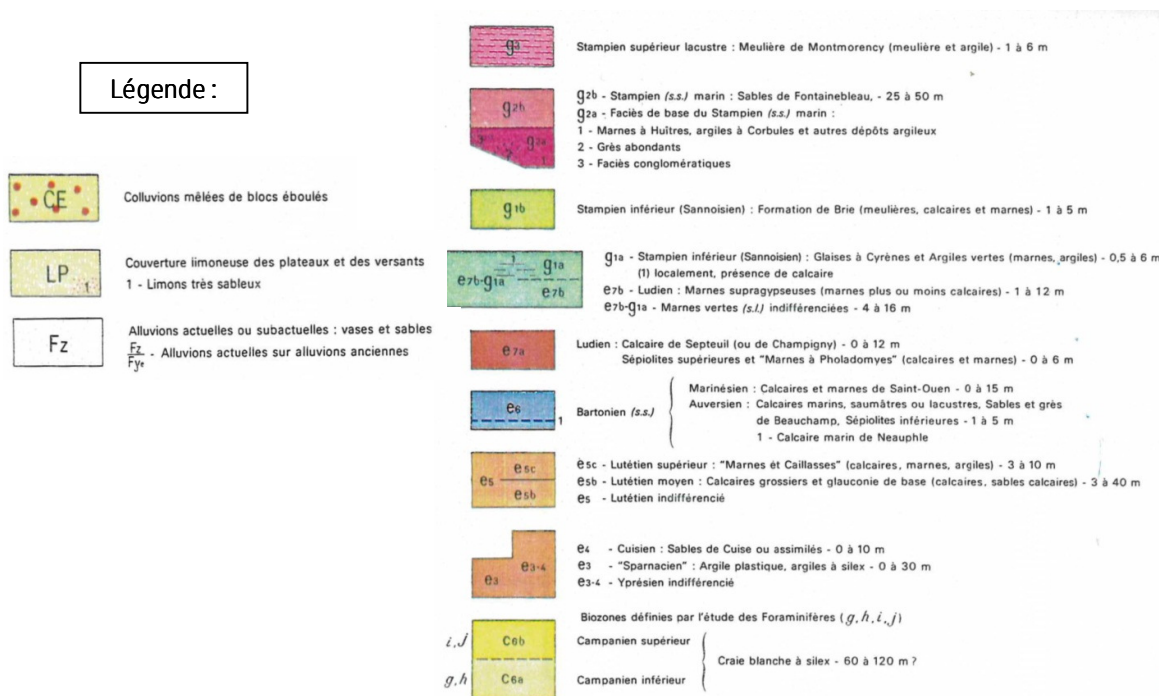 Légende :
CE
Colluvions mêlées de blocs éboulés
LP
1
Couverture limoneuse des plateaux et des versants
1 - Limons très sableux
Fz
Alluvions actuelles ou subactuelles : vases et sables
Fz
Fye
- Alluvions actuelles sur alluvions anciennes
g3
Stampien supérieur lacustre : Meulière de Montmorency (meulière et argile) - 1 à 6 m
g2b
g2a
g2b - Stampien (s.s.) marin : Sables de Fontainebleau, - 25 à 50 m
g2a - Faciès de base du Stampien (s.s.) marin :
1 - Marnes à Huîtres, argiles à Corbules et autres dépôts argileux
2 - Grès abondants
3 - Faciès conglomératiques
g1b
Stampien inférieur (Sannoisien) : Formation de Brie (meulières, calcaires et marnes) - 1 à 5 m
e7b-g1a
1
g1a
e7b
g1a - Stampien inférieur (Sannoisien) : Glaises à Cyrènes et Argiles vertes (marnes, argiles) - 0,5 à 6 m
(1) localement, présence de calcaire
e7b - Ludien : Marnes supragypseuses (marnes plus ou moins calcaires) - 1 à 12 m
e7b-g1a - Marnes vertes (s.l.) indifférenciées - 4 à 16 m
e7a
Ludien : Calcaire de Septeuil (ou de Champigny) - 0 à 12 m
Sépiolites supérieures et "Marnes à Pholadomyes" (calcaires et marnes) - 0 à 6 m
e6
1
Bartonien (s.s.)
Marinésien : Calcaires et marnes de Saint-Ouen - 0 à 15 m
Auversien : Calcaires marins, saumâtres ou lacustres, Sables et grès
de Beauchamp, Sépiolites inférieures - 1 à 5 m
1 - Calcaire marin de Neauphle
e5
e5c
e5b
e5c - Lutétien supérieur : "Marnes et Caillasses" (calcaires, marnes, argiles) - 3 à 10 m
e5b - Lutétien moyen : Calcaires grossiers et glauconie de base (calcaires, sables calcaires) - 3 à 40 m
e5 - Lutétien indifférencié
e3
e3-4
e4 - Cuisien : Sables de Cuise ou assimilés - 0 à 10 m
e3 - "Sparnacien" : Argile plastique, argiles à silex - 0 à 30 m
e3-4 - Yprésien indifférencié
Biozones définies par l'étude des Foraminifères (g,h,i,j)
i,j
C6b
Campanien supérieur
Craie blanche à silex - 60 à 120 m ?
g,h
C6a
Campanien inférieur